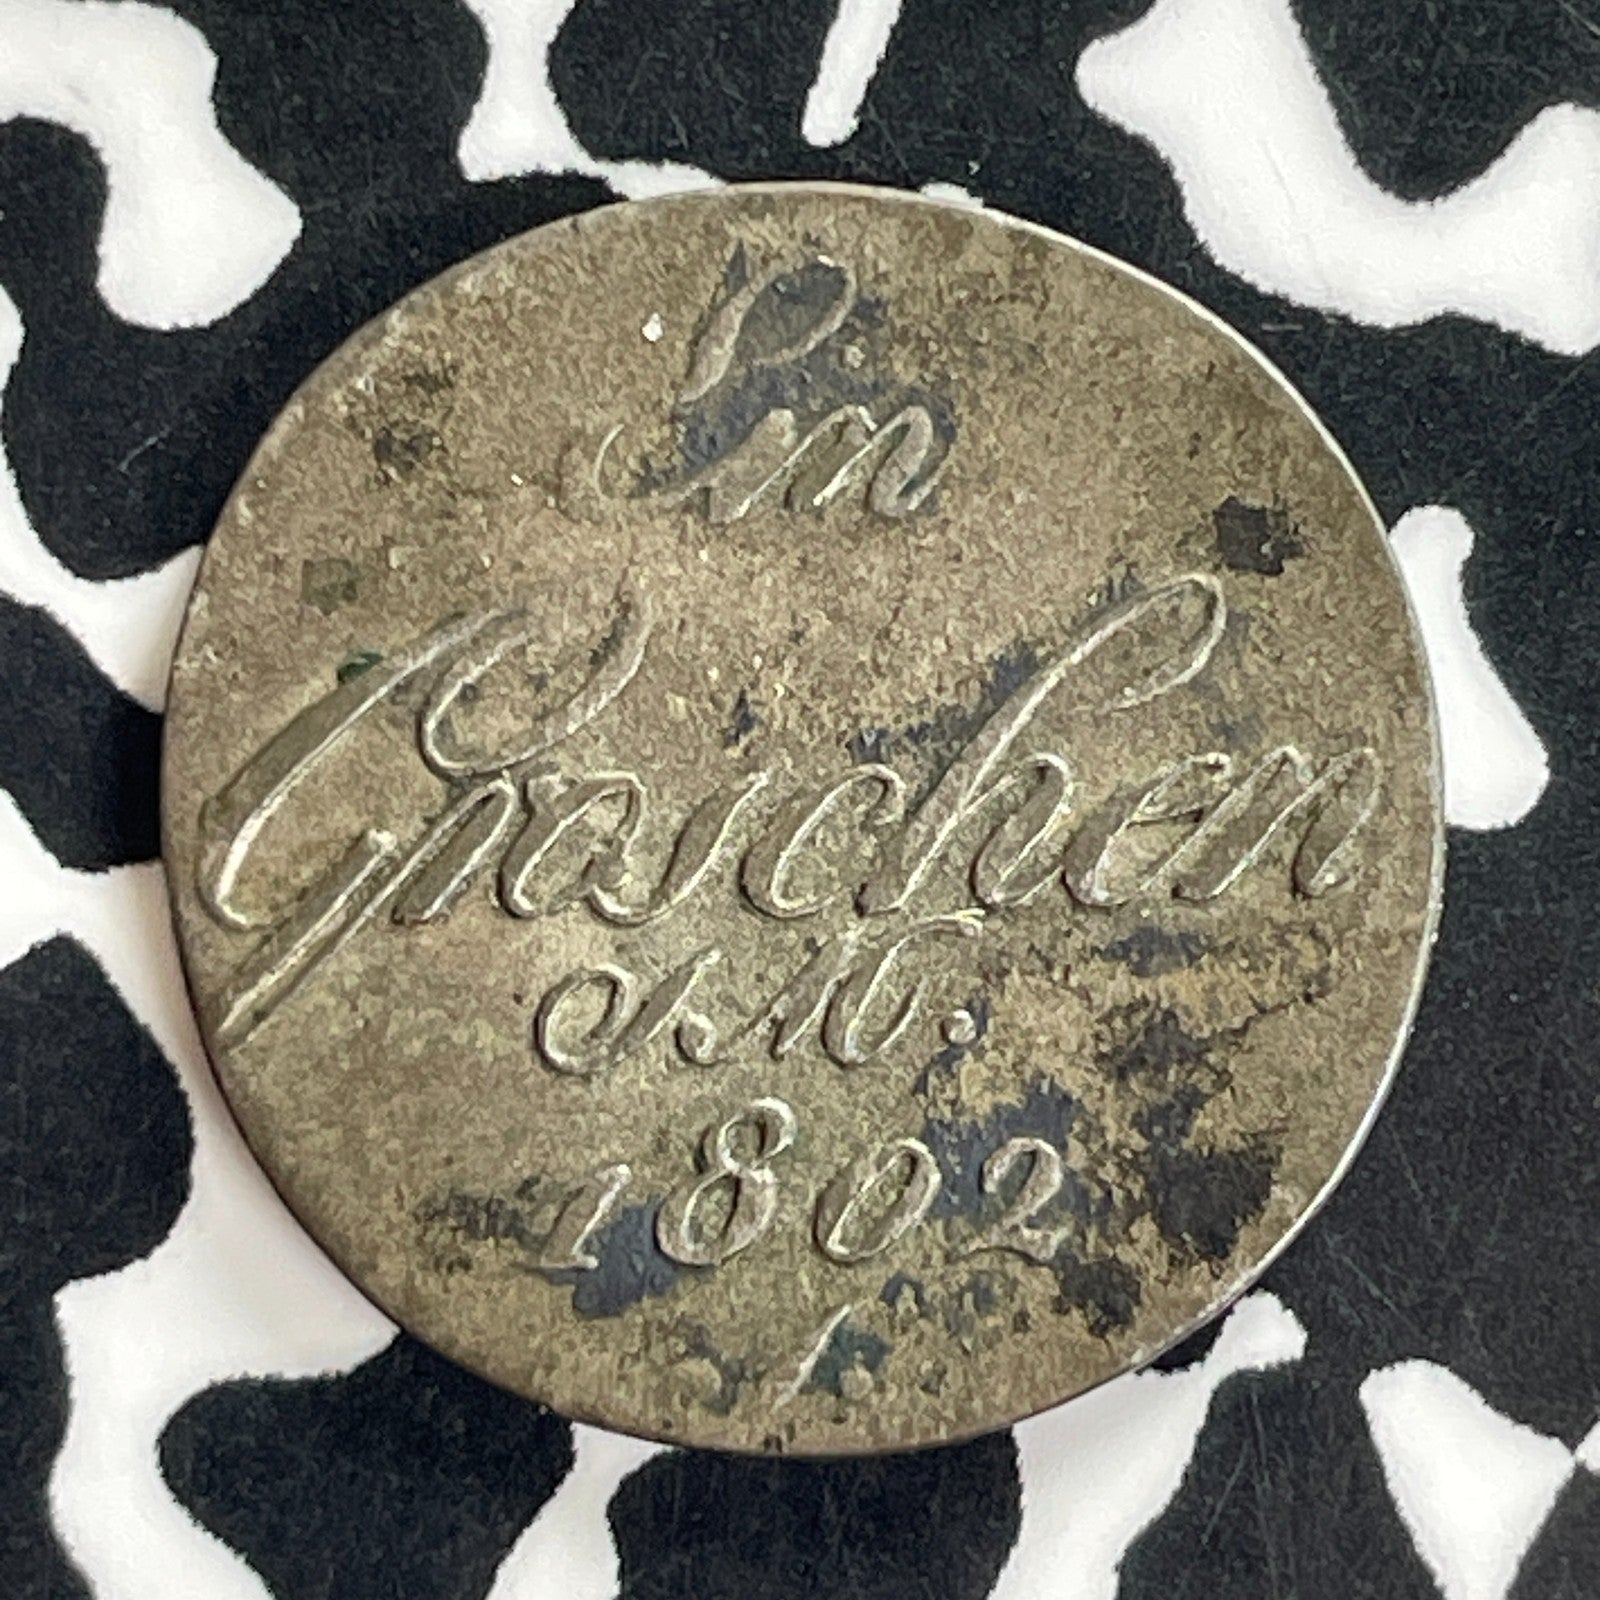 Ein
Groschen
C.M.
1802